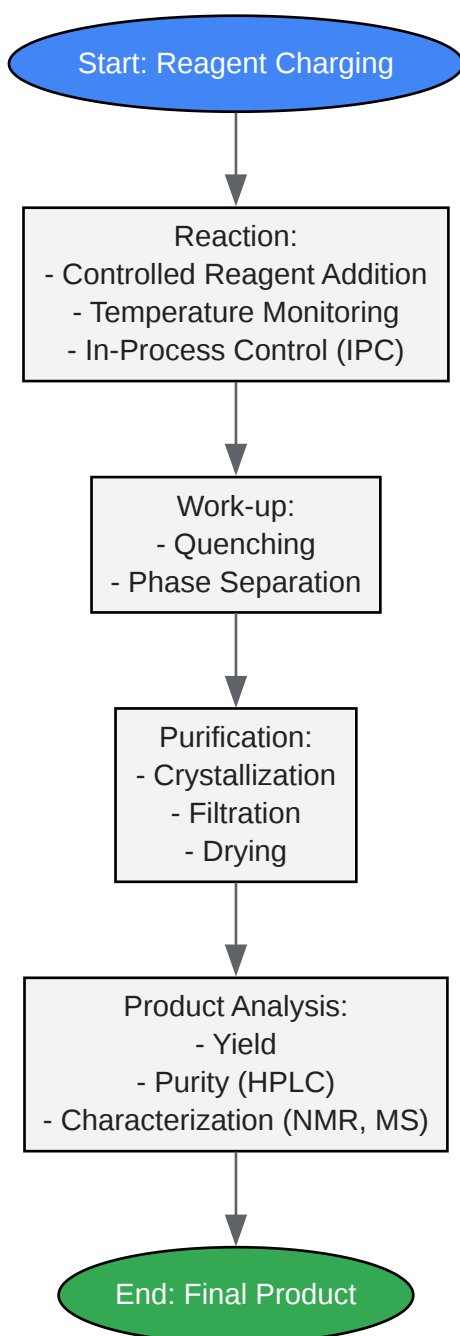 Start: Reagent Charging
Reaction:
- Controlled Reagent Addition
- Temperature Monitoring
- In-Process Control (IPC)
Work-up:
- Quenching
- Phase Separation
Purification:
- Crystallization
- Filtration
- Drying
Product Analysis:
- Yield
- Purity (HPLC)
- Characterization (NMR, MS)
End: Final Product